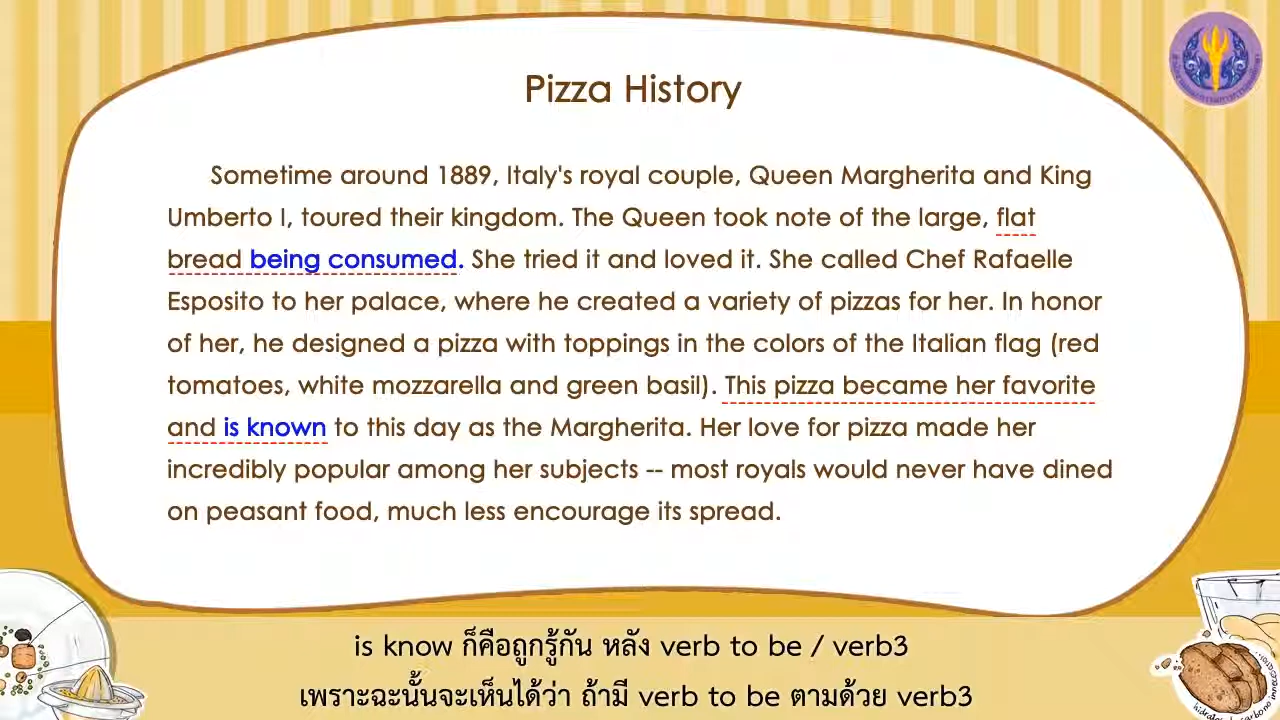 Pizza History
Sometime around 1889, Italy's royal couple, Queen Margherita and King
Umberto I, toured their kingdom. The Queen took note of the large, flat
bread being consumed. She tried it and loved it. She called Chef Rafaelle
Esposito to her palace, where he created a variety of pizzas for her. In honor
of her, he designed a pizza with toppings in the colors of the Italian flag (red
tomatoes, white mozzarella and green basil). This pizza became her favorite
and is known to this day as the Margherita. Her love for pizza made her
incredibly popular among her subjects -- most royals would never have dined
on peasant food, much less encourage its spread.
is know ก็คือถูกรู้กัน หลัง verb to be / verb3
เพราะฉะนั้นจะเห็นได้ว่า ถ้ามี verb to be ตามด้วย verb3